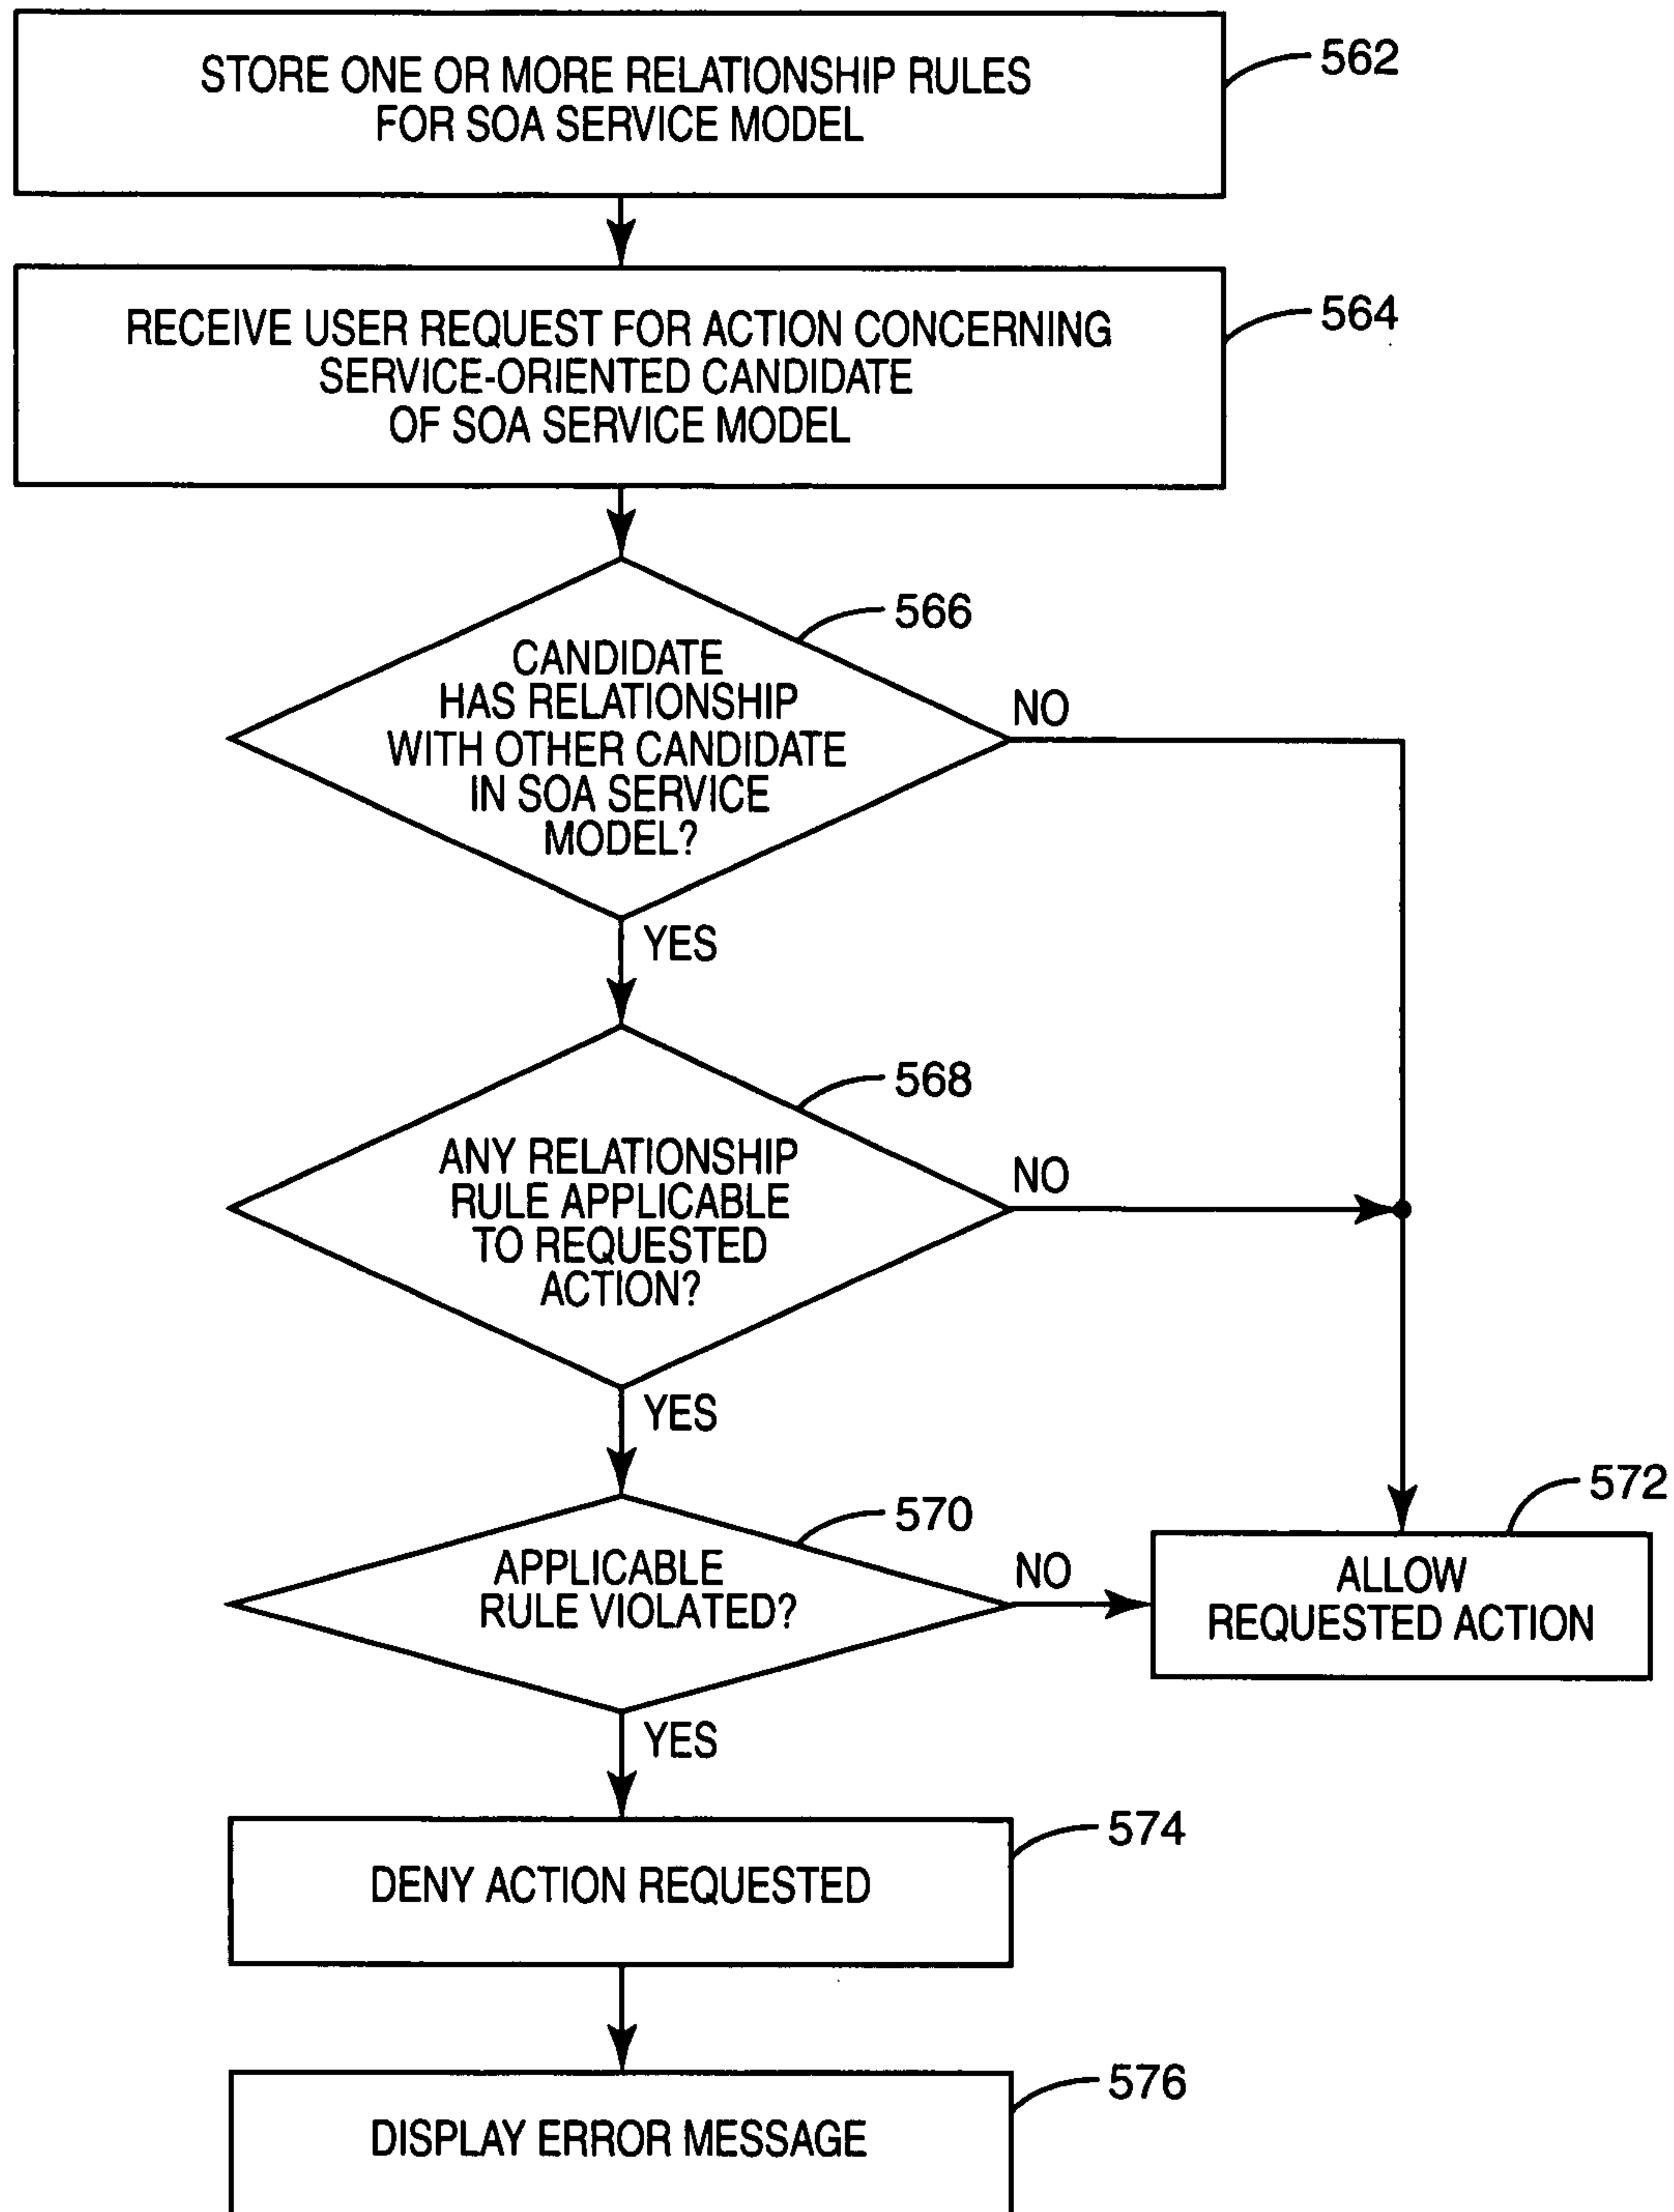 STORE ONE OR MORE RELATIONSHIP RULES
FOR SOA SERVICE MODEL
562
RECEIVE USER REQUEST FOR ACTION CONCERNING
SERVICE-ORIENTED CANDIDATE
OF SOA SERVICE MODEL
564
566
CANDIDATE
HAS RELATIONSHIP
WITH OTHER CANDIDATE
IN SOA SERVICE
MODEL?
NO
YES
568
ANY RELATIONSHIP
RULE APPLICABLE
TO REQUESTED
ACTION?
NO
YES
570
APPLICABLE
RULE VIOLATED?
NO
572
ALLOW
REQUESTED ACTION
YES
574
DENY ACTION REQUESTED
576
DISPLAY ERROR MESSAGE